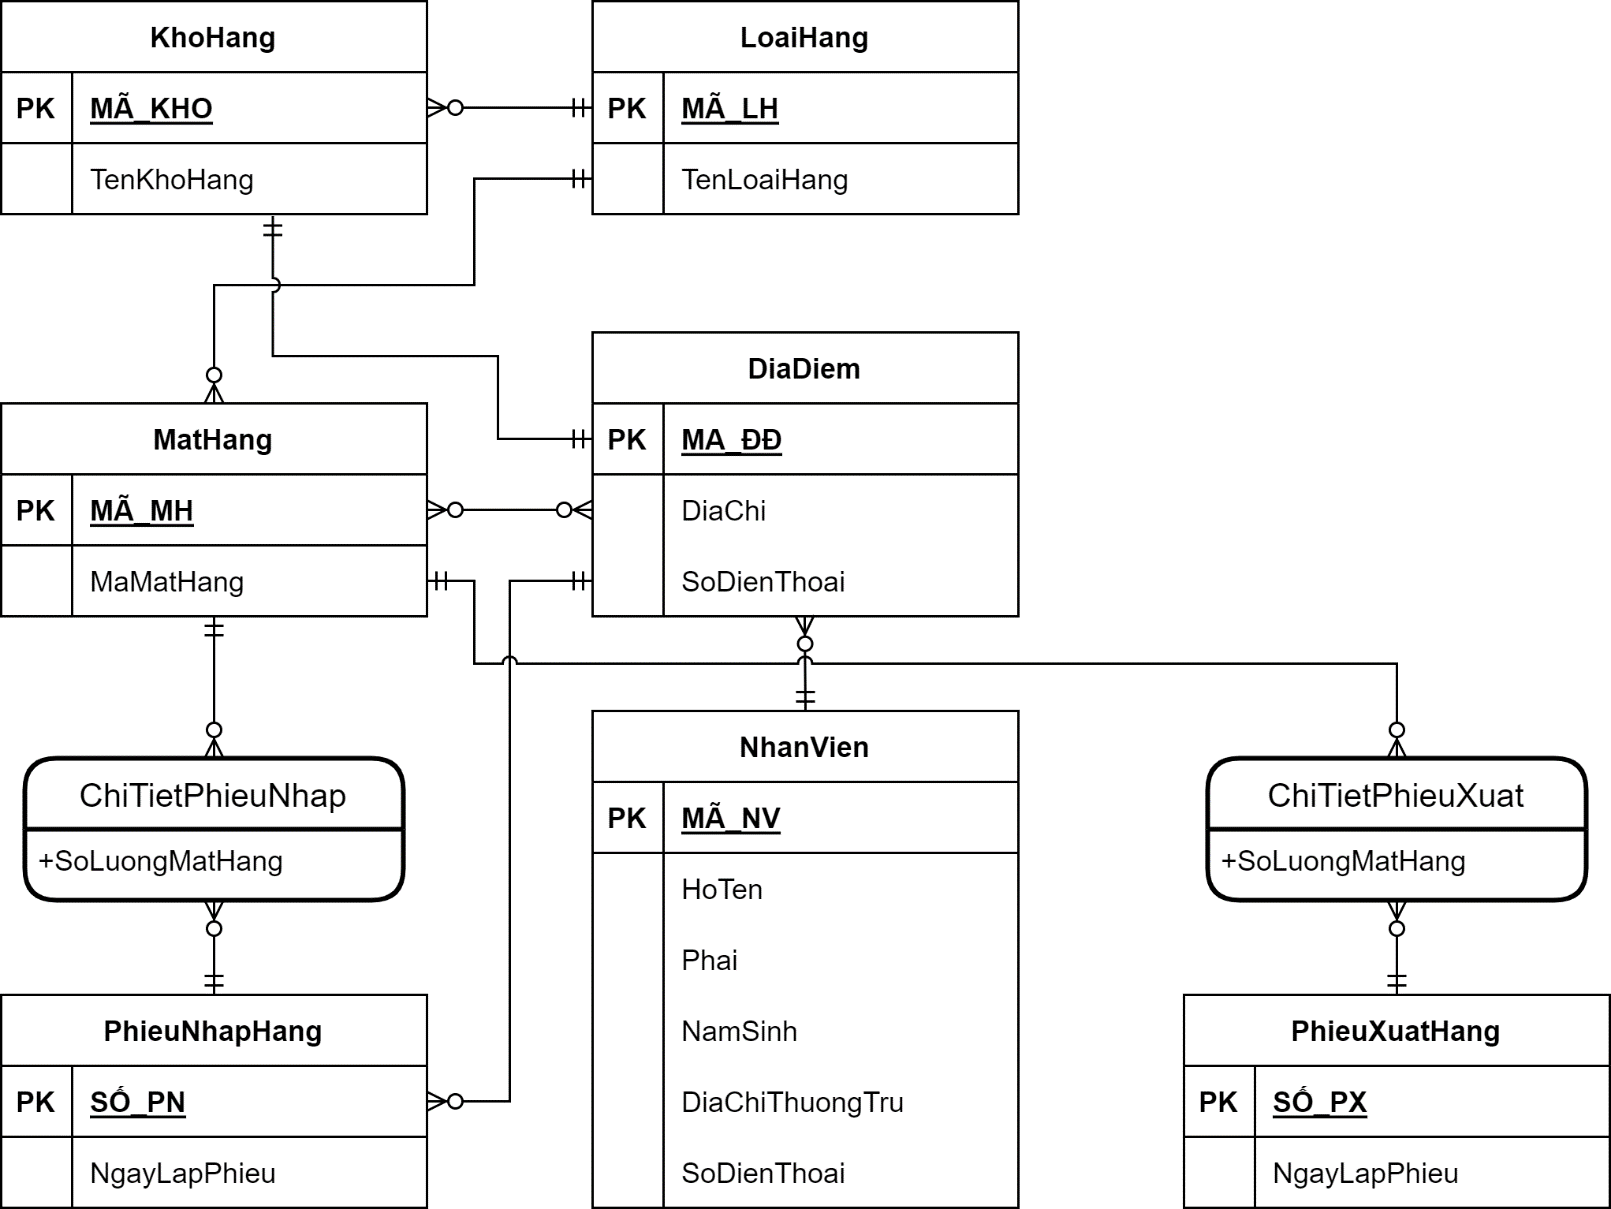 KhoHang
PK MÃ_KHO
TenKhoHang
LoaiHang
PK MÃ_LH
TenLoaiHang
DiaDiem
PK MA_ĐĐ
DiaChi
SoDienThoai
MatHang
PK MÃ_MH
MaMatHang
ChiTietPhieuNhap
+SoLuongMatHang
NhanVien
PK MÃ_NV
HoTen
Phai
NamSinh
DiaChiThuongTru
SoDienThoai
ChiTietPhieuXuat
+SoLuongMatHang
PhieuNhapHang
PK SỐ_PN
NgayLapPhieu
PhieuXuatHang
PK SỐ_PX
NgayLapPhieu